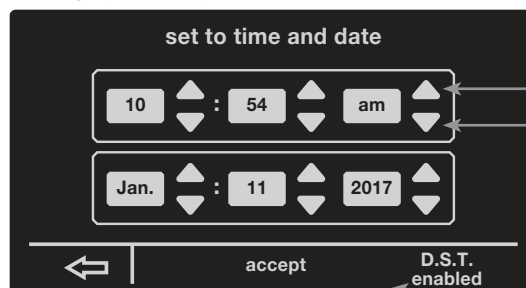 set to time and date
10 : 54 am
Jan. : 11 2017
accept D.S.T.
enabled